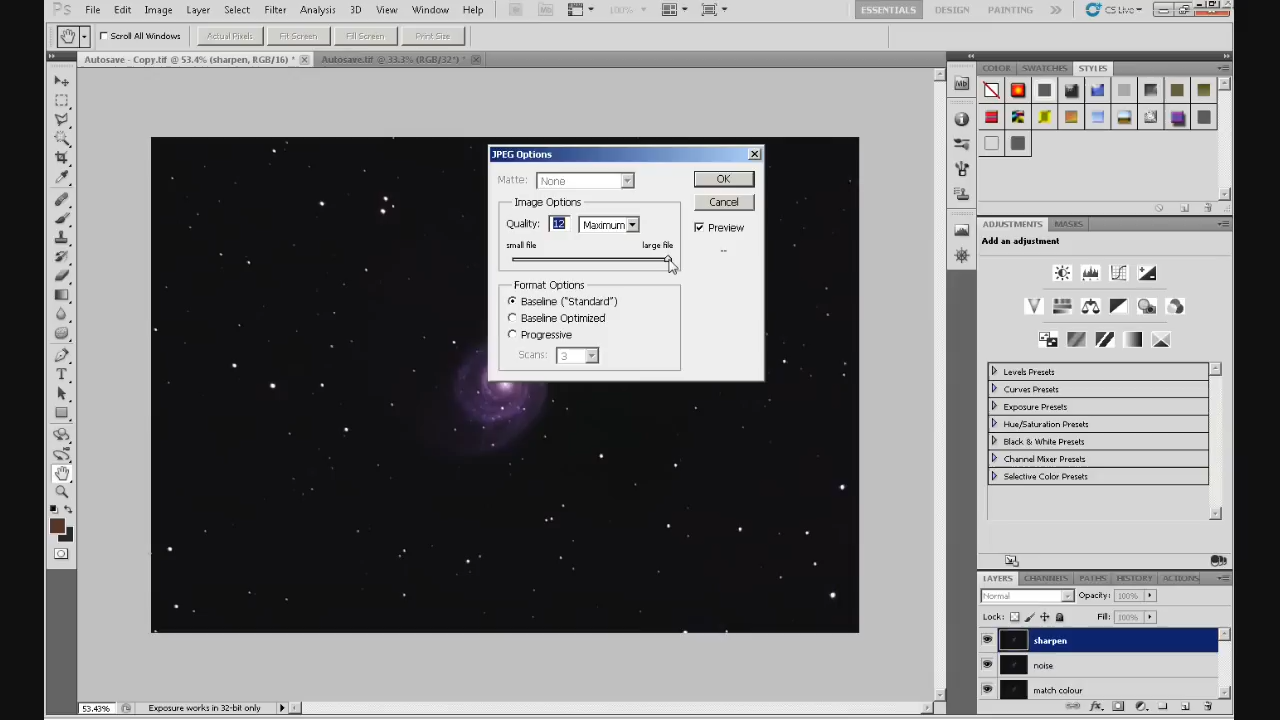 Ps File Edit Image Layer Select Filter Analysis 3D View Window Help Br Mb 100% ESSENTIALS DESIGN PAINTING CS Live
Scroll All Windows Actual Pixels Fit Screen Fill Screen Print Size
Autosave - Copy.tif @ 53.4% (sharpen, RGB/16) * Autosave.tif @ 33.3% (RGB/32*) *
COLOR SWATCHES STYLES
Mb
JPEG Options
Matte: None
OK
Image Options
Cancel
Quality: 12 Maximum
Preview
small file large file
--
Format Options
Baseline ("Standard")
Baseline Optimized
Progressive
Scans: 3
ADJUSTMENTS MASKS
Add an adjustment
Levels Presets
Curves Presets
Exposure Presets
Hue/Saturation Presets
Black & White Presets
Channel Mixer Presets
Selective Color Presets
LAYERS CHANNELS PATHS HISTORY ACTIONS
Normal Opacity: 100%
Lock: Fill: 100%
sharpen
noise
match colour
53.43% Exposure works in 32-bit only